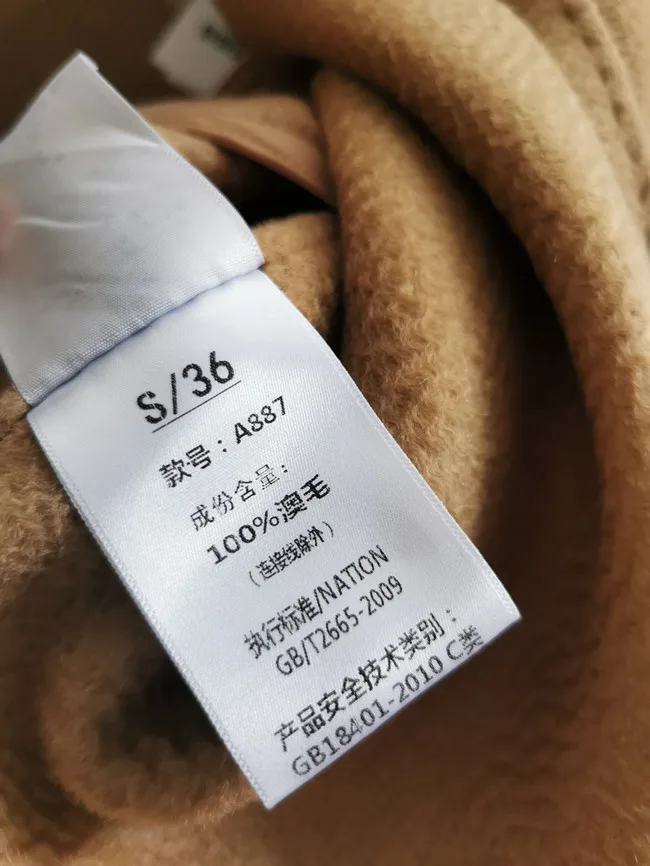 S/36
款号：A887
成份含量：
100%澳毛
（连接线除外）
执行标准/NATION
GB/T2665-2009
产品安全技术类别：
GB18401-2010 C类